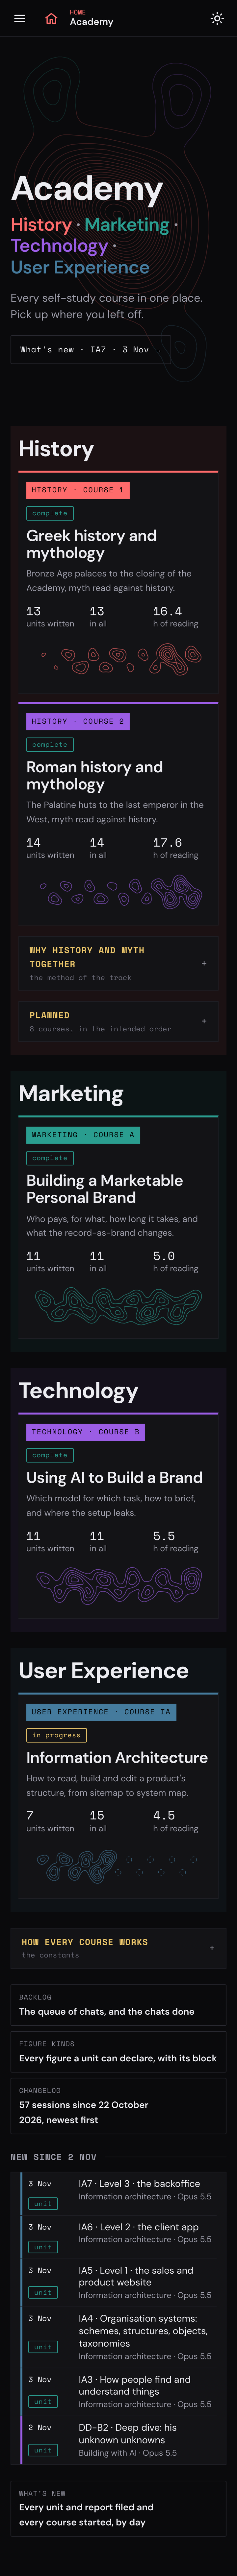 HOME
Academy
Academy
History · Marketing ·
Technology ·
User Experience
Every self-study course in one place.
Pick up where you left off.
What's new · IA7 · 3 Nov →
History
HISTORY · COURSE 1
complete
Greek history and
mythology
Bronze Age palaces to the closing of the
Academy, myth read against history.
13 13 16.4
units written in all h of reading
HISTORY · COURSE 2
complete
Roman history and
mythology
The Palatine huts to the last emperor in the
West, myth read against history.
14 14 17.6
units written in all h of reading
WHY HISTORY AND MYTH
TOGETHER
the method of the track
+
PLANNED
8 courses, in the intended order
+
Marketing
MARKETING · COURSE A
complete
Building a Marketable
Personal Brand
Who pays, for what, how long it takes, and
what the record-as-brand changes.
11 11 5.0
units written in all h of reading
Technology
TECHNOLOGY · COURSE B
complete
Using AI to Build a Brand
Which model for which task, how to brief,
and where the setup leaks.
11 11 5.5
units written in all h of reading
User Experience
USER EXPERIENCE · COURSE IA
in progress
Information Architecture
How to read, build and edit a product's
structure, from sitemap to system map.
7 15 4.5
units written in all h of reading
HOW EVERY COURSE WORKS
the constants
+
BACKLOG
The queue of chats, and the chats done
FIGURE KINDS
Every figure a unit can declare, with its block
CHANGELOG
57 sessions since 22 October
2026, newest first
NEW SINCE 2 NOV
3 Nov IA7 · Level 3 · the backoffice
unit Information architecture · Opus 5.5
3 Nov IA6 · Level 2 · the client app
unit Information architecture · Opus 5.5
3 Nov IA5 · Level 1 · the sales and
product website
unit Information architecture · Opus 5.5
3 Nov IA4 · Organisation systems:
schemes, structures, objects,
taxonomies
unit Information architecture · Opus 5.5
3 Nov IA3 · How people find and
understand things
unit Information architecture · Opus 5.5
2 Nov DD-B2 · Deep dive: his
unknown unknowns
unit Building with AI · Opus 5.5
WHAT'S NEW
Every unit and report filed and
every course started, by day